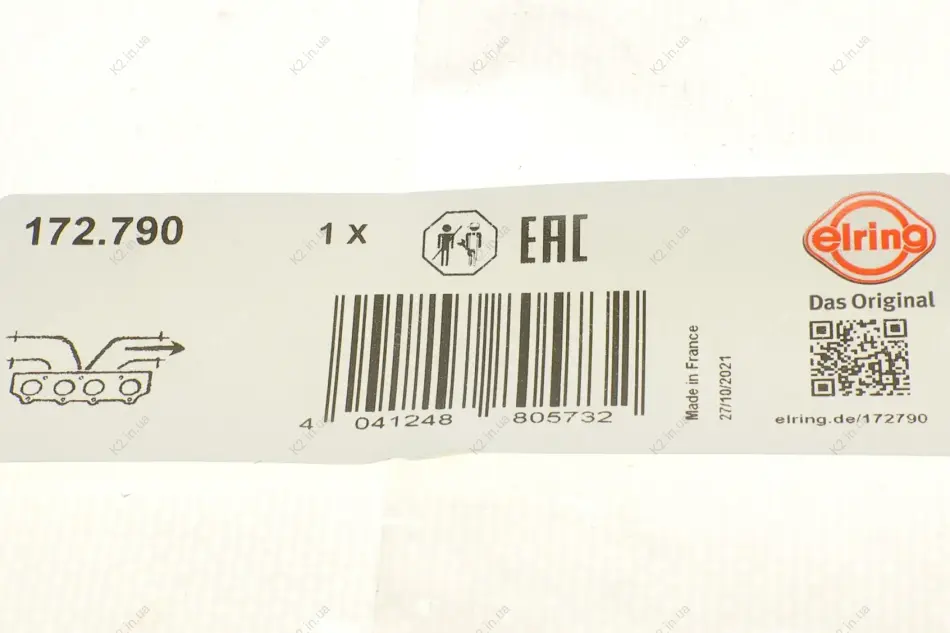 172.790
1 X
EAC
elring
Das Original
4 041248 805732
Made in France
27/10/2021
elring.de/172790
K2.in.ua